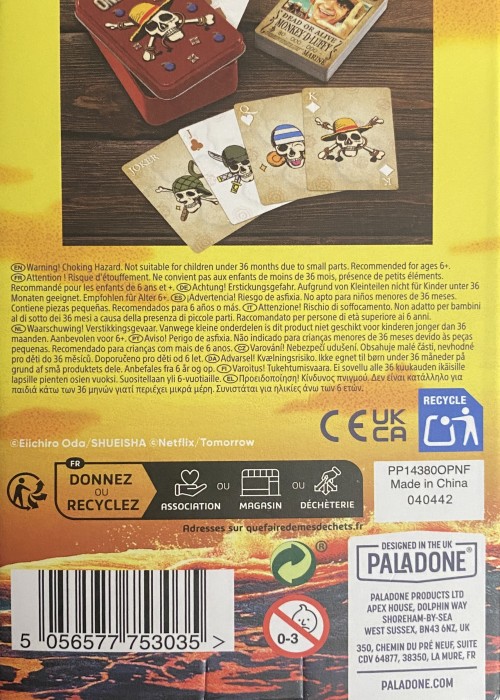 DEAD OR ALIVE
MONKEY·D·LUFFY
MARINE
JOKER
J
Q
K
K
EN Warning! Choking Hazard. Not suitable for children under 36 months due to small parts. Recommended for ages 6+.
FR Attention ! Risque d'étouffement. Ne convient pas aux enfants de moins de 36 mois, présence de petits éléments.
Recommandé pour les enfants de 6 ans et +. DE Achtung! Erstickungsgefahr. Aufgrund von Kleinteilen nicht für Kinder unter 36
Monaten geeignet. Empfohlen für Alter 6+. ES ¡Advertencia! Riesgo de asfixia. No apto para niños menores de 36 meses.
Contiene piezas pequeñas. Recomendados para 6 años o más. IT Attenzione! Rischio di soffocamento. Non adatto per bambini
al di sotto dei 36 mesi a causa della presenza di piccole parti. Raccomandato per persone di età superiore ai 6 anni.
NL Waarschuwing! Verstikkingsgevaar. Vanwege kleine onderdelen is dit product niet geschikt voor kinderen jonger dan 36
maanden. Aanbevolen voor 6+. PT Aviso! Perigo de asfixia. Não indicado para crianças menores de 36 meses devido às peças
pequenas. Recomendado para crianças com mais de 6 anos. CZ Varování! Nebezpečí dušení. Obsahuje malé části, nevhodné
pro děti do 36 měsíců. Doporučeno pro děti od 6 let. DA Advarsel! Kvælningsrisiko. Ikke egnet til børn under 36 måneder på
grund af små produktets dele. Anbefales fra 6 år og op. FI Varoitus! Tukehtumisvaara. Ei sovellu alle 36 kuukauden ikäisille
lapsille pienten osien vuoksi. Suositellaan yli 6-vuotiaille. EL Προειδοποίηση! Κίνδυνος πνιγμού. Δεν είναι κατάλληλο για
παιδιά κάτω των 36 μηνών γιατί περιέχει μικρά μέρη. Συνιστάται για ηλικίες άνω των 6 ετών.
CE UK CA
RECYCLE
©Eiichiro Oda/SHUEISHA ©Netflix/Tomorrow
FR
DONNEZ
OU
RECYCLEZ
ASSOCIATION OU MAGASIN OU DÉCHÈTERIE
Adresses sur quefairedemesdechets.fr
PP14380OPNF
Made in China
040442
®
0-3
5 056577 753035 >
DESIGNED IN THE UK
PALADONE®
PALADONE PRODUCTS LTD
APEX HOUSE, DOLPHIN WAY
SHOREHAM-BY-SEA
WEST SUSSEX, BN43 6NZ, UK
350, CHEMIN DU PRÉ NEUF, SUITE
CDV 64877, 38350, LA MURE, FR
PALADONE.COM